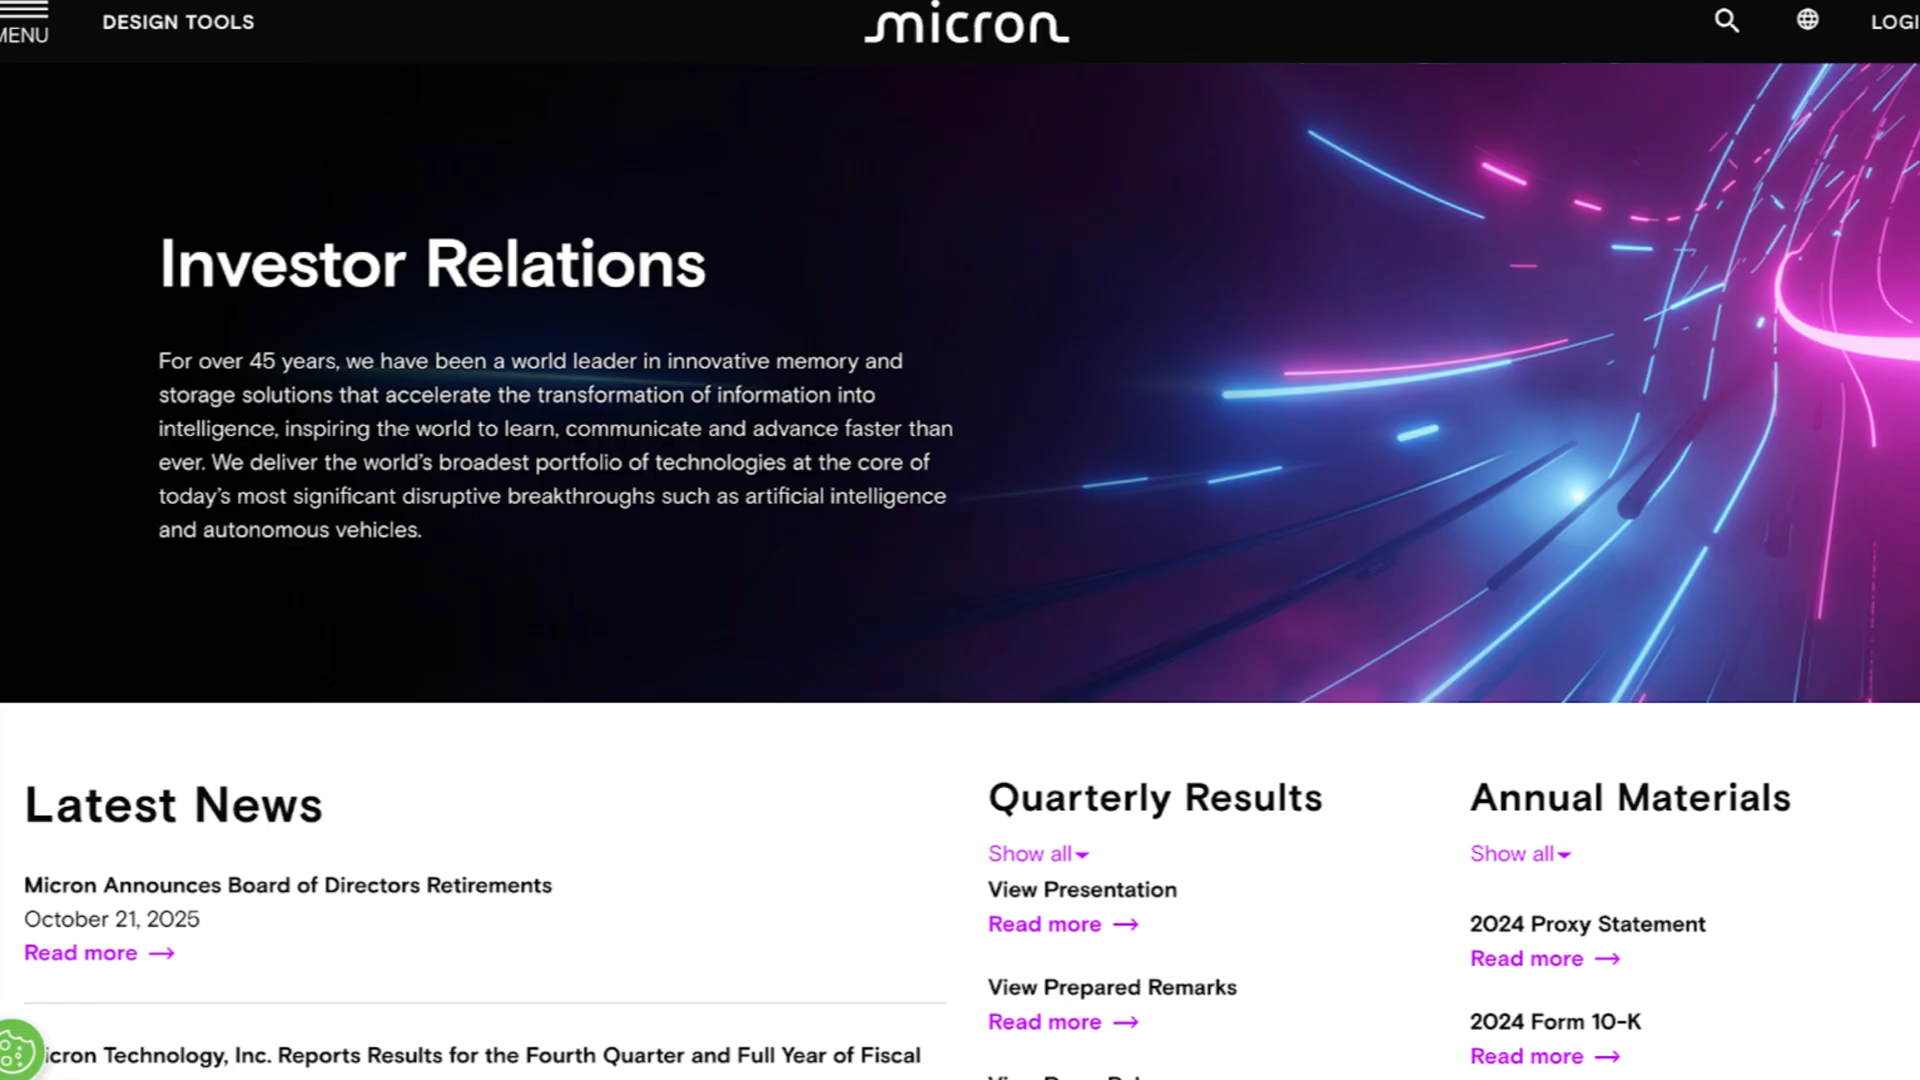 MENU
DESIGN TOOLS
micron
LOGI
Investor Relations
For over 45 years, we have been a world leader in innovative memory and
storage solutions that accelerate the transformation of information into
intelligence, inspiring the world to learn, communicate and advance faster than
ever. We deliver the world's broadest portfolio of technologies at the core of
today's most significant disruptive breakthroughs such as artificial intelligence
and autonomous vehicles.
Latest News
Micron Announces Board of Directors Retirements
October 21, 2025
Read more
icron Technology, Inc. Reports Results for the Fourth Quarter and Full Year of Fiscal
Quarterly Results
Show all
View Presentation
Read more
View Prepared Remarks
Read more
Annual Materials
Show all
2024 Proxy Statement
Read more
2024 Form 10-K
Read more